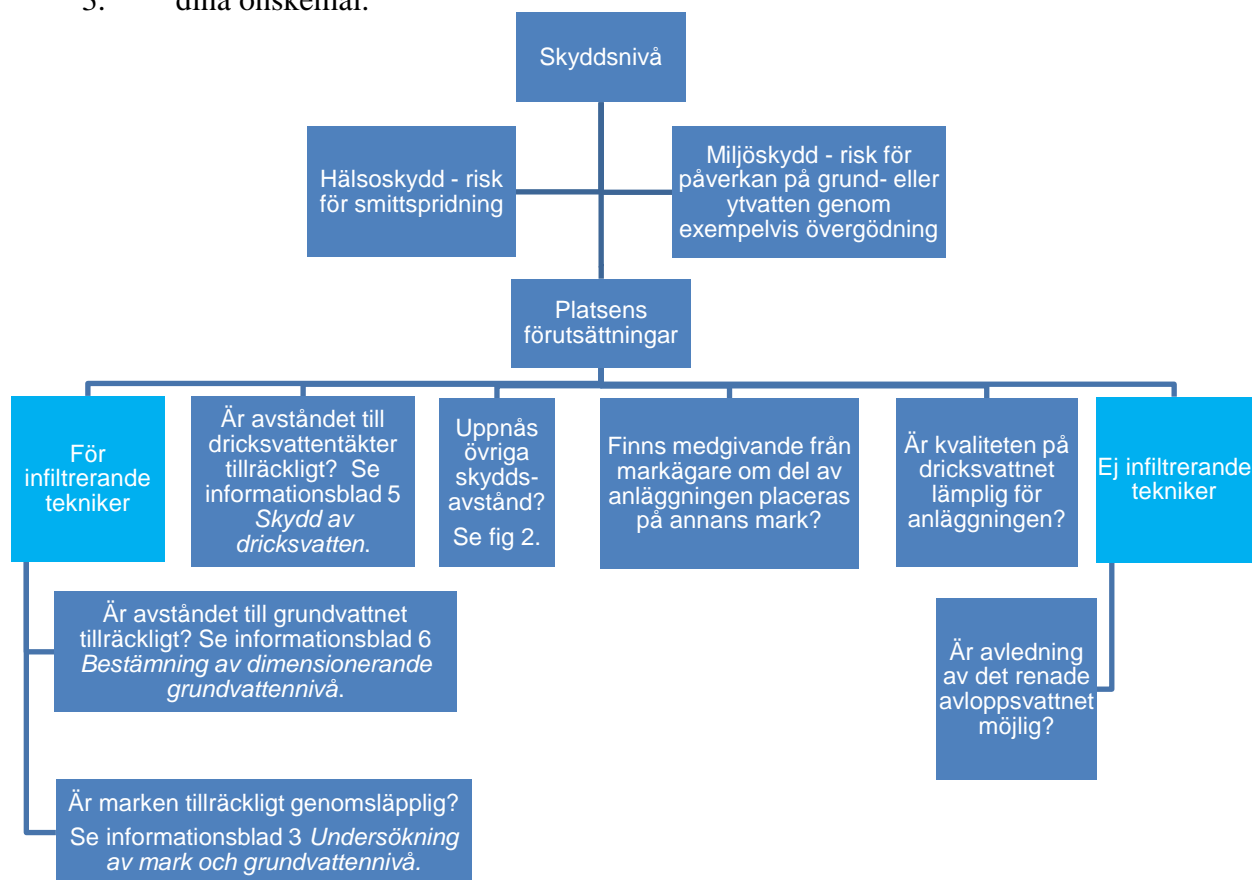 3. dina önskemål.
Skyddsnivå
Hälsoskydd - risk
för smittspridning
Miljöskydd - risk för
påverkan på grund- eller
ytvatten genom
exempelvis övergödning
Platsens
förutsättningar
För
infiltrerande
tekniker
Är avståndet till
dricksvattentäkter
tillräckligt? Se
informationsblad 5
Skydd av
dricksvatten.
Uppnås
övriga
skydds-
avstånd?
Se fig 2.
Finns medgivande från
markägare om del av
anläggningen placeras
på annans mark?
Är kvaliteten på
dricksvattnet
lämplig för
anläggningen?
Ej infiltrerande
tekniker
Är avståndet till grundvattnet
tillräckligt? Se informationsblad 6
Bestämning av dimensionerande
grundvattennivå.
Är marken tillräckligt genomsläpplig?
Se informationsblad 3 Undersökning
av mark och grundvattennivå.
Är avledning
av det renade
avloppsvattnet
möjlig?